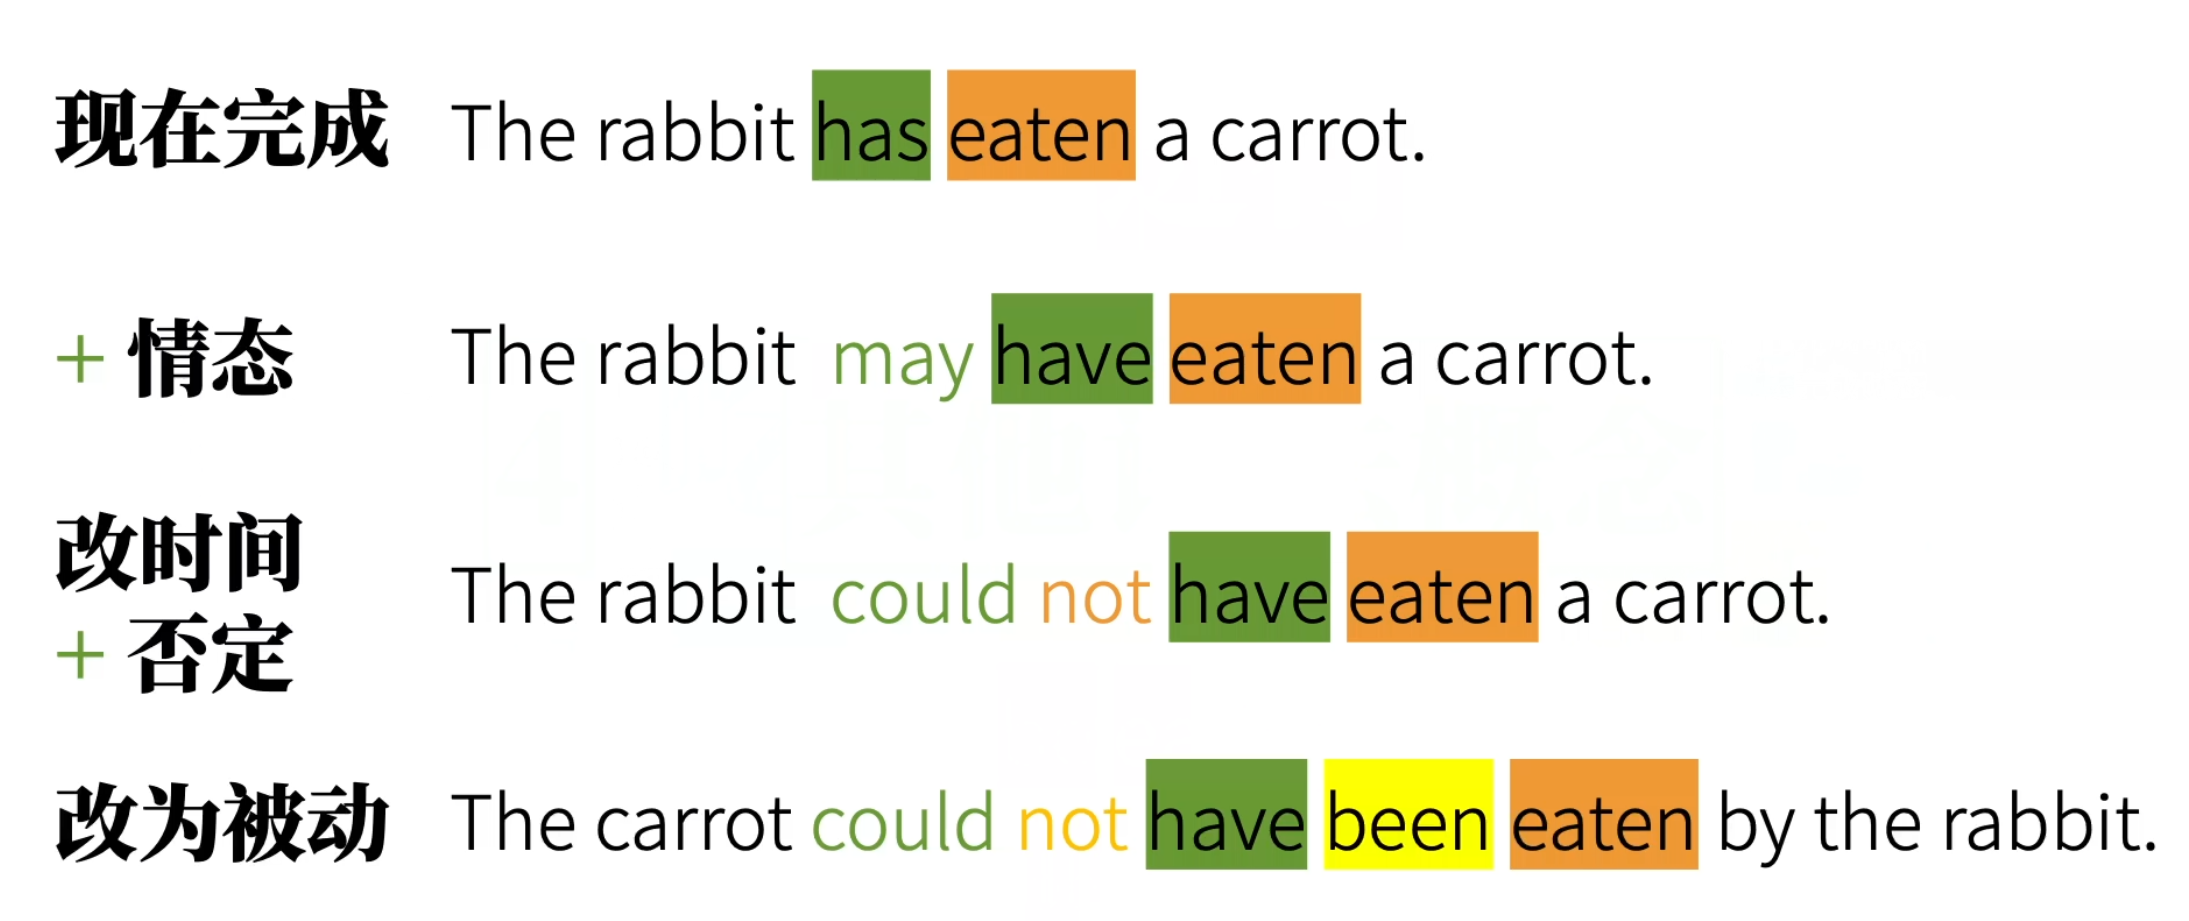 现在完成 The rabbit has eaten a carrot.
+ 情态 The rabbit may have eaten a carrot.
改时间
+ 否定 The rabbit could not have eaten a carrot.
改为被动 The carrot could not have been eaten by the rabbit.